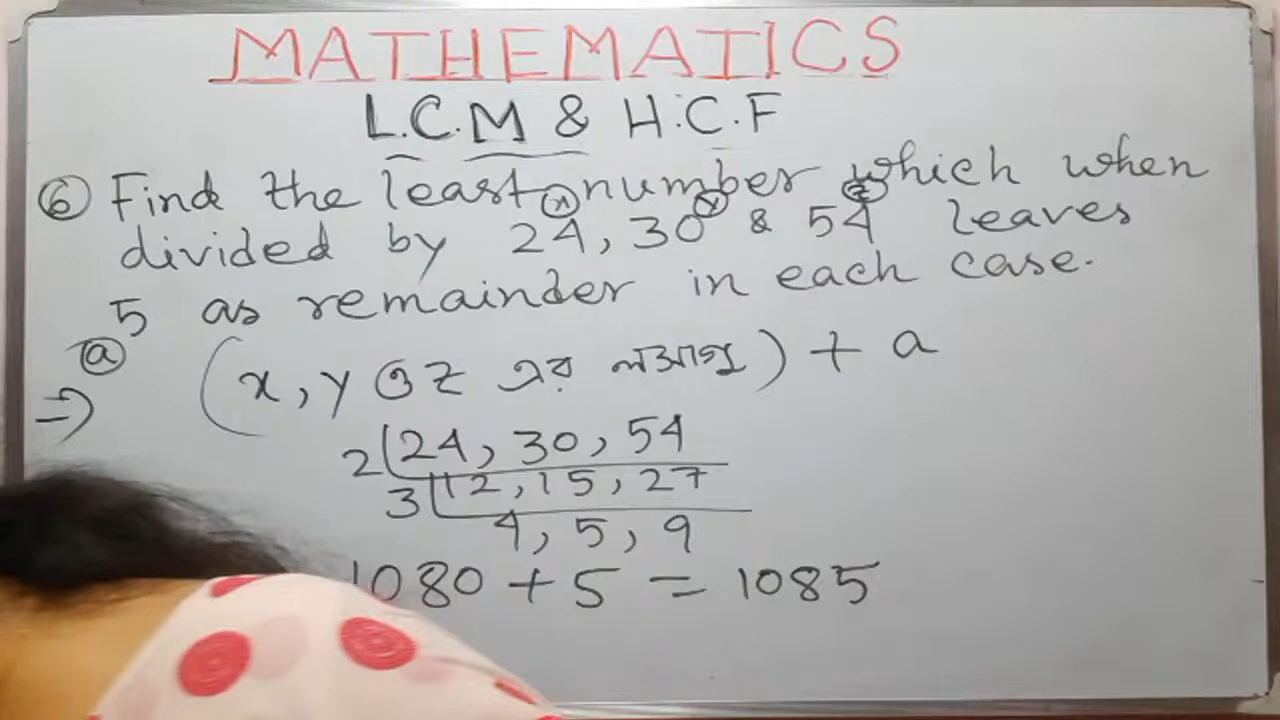 MATHEMATICS
L.C.M & H.C.F
⑥ Find the least number which when
divided by 24, 30 & 54 leaves
5 as remainder in each case.
ⓐ
⇒ (x, y ও z এর লসাগু) + a
2 24, 30, 54
3 12, 15, 27
4, 5, 9
1080 + 5 = 1085